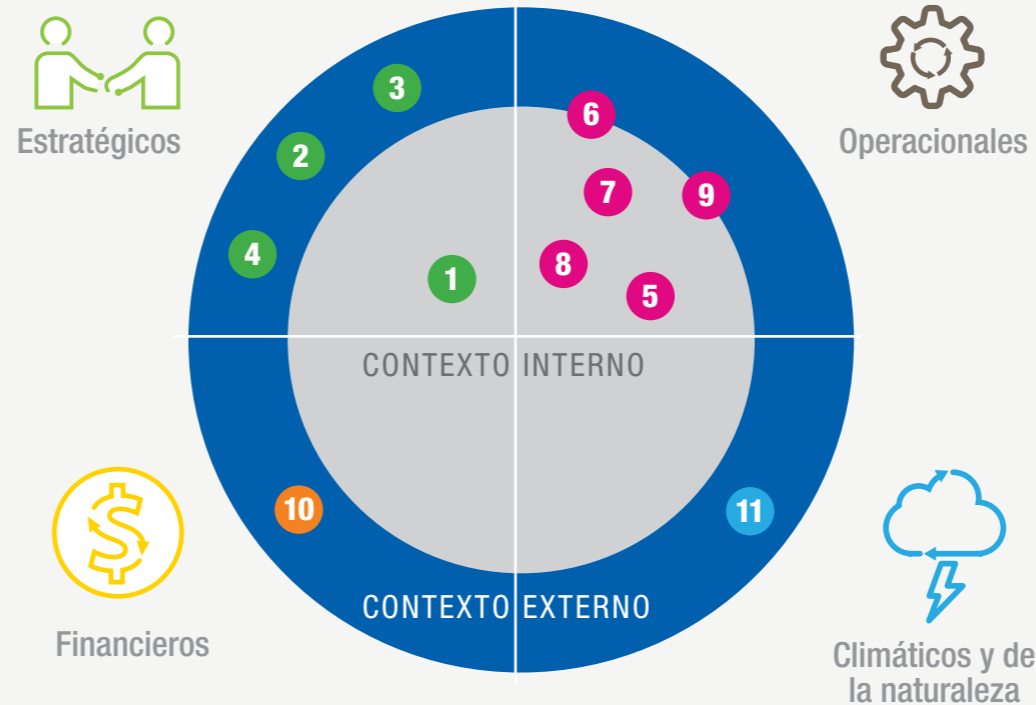 Estratégicos
Operacionales
3
2
4
1
6
7
9
8
5
CONTEXTO INTERNO
10
11
CONTEXTO EXTERNO
Financieros
Climáticos y de
la naturaleza